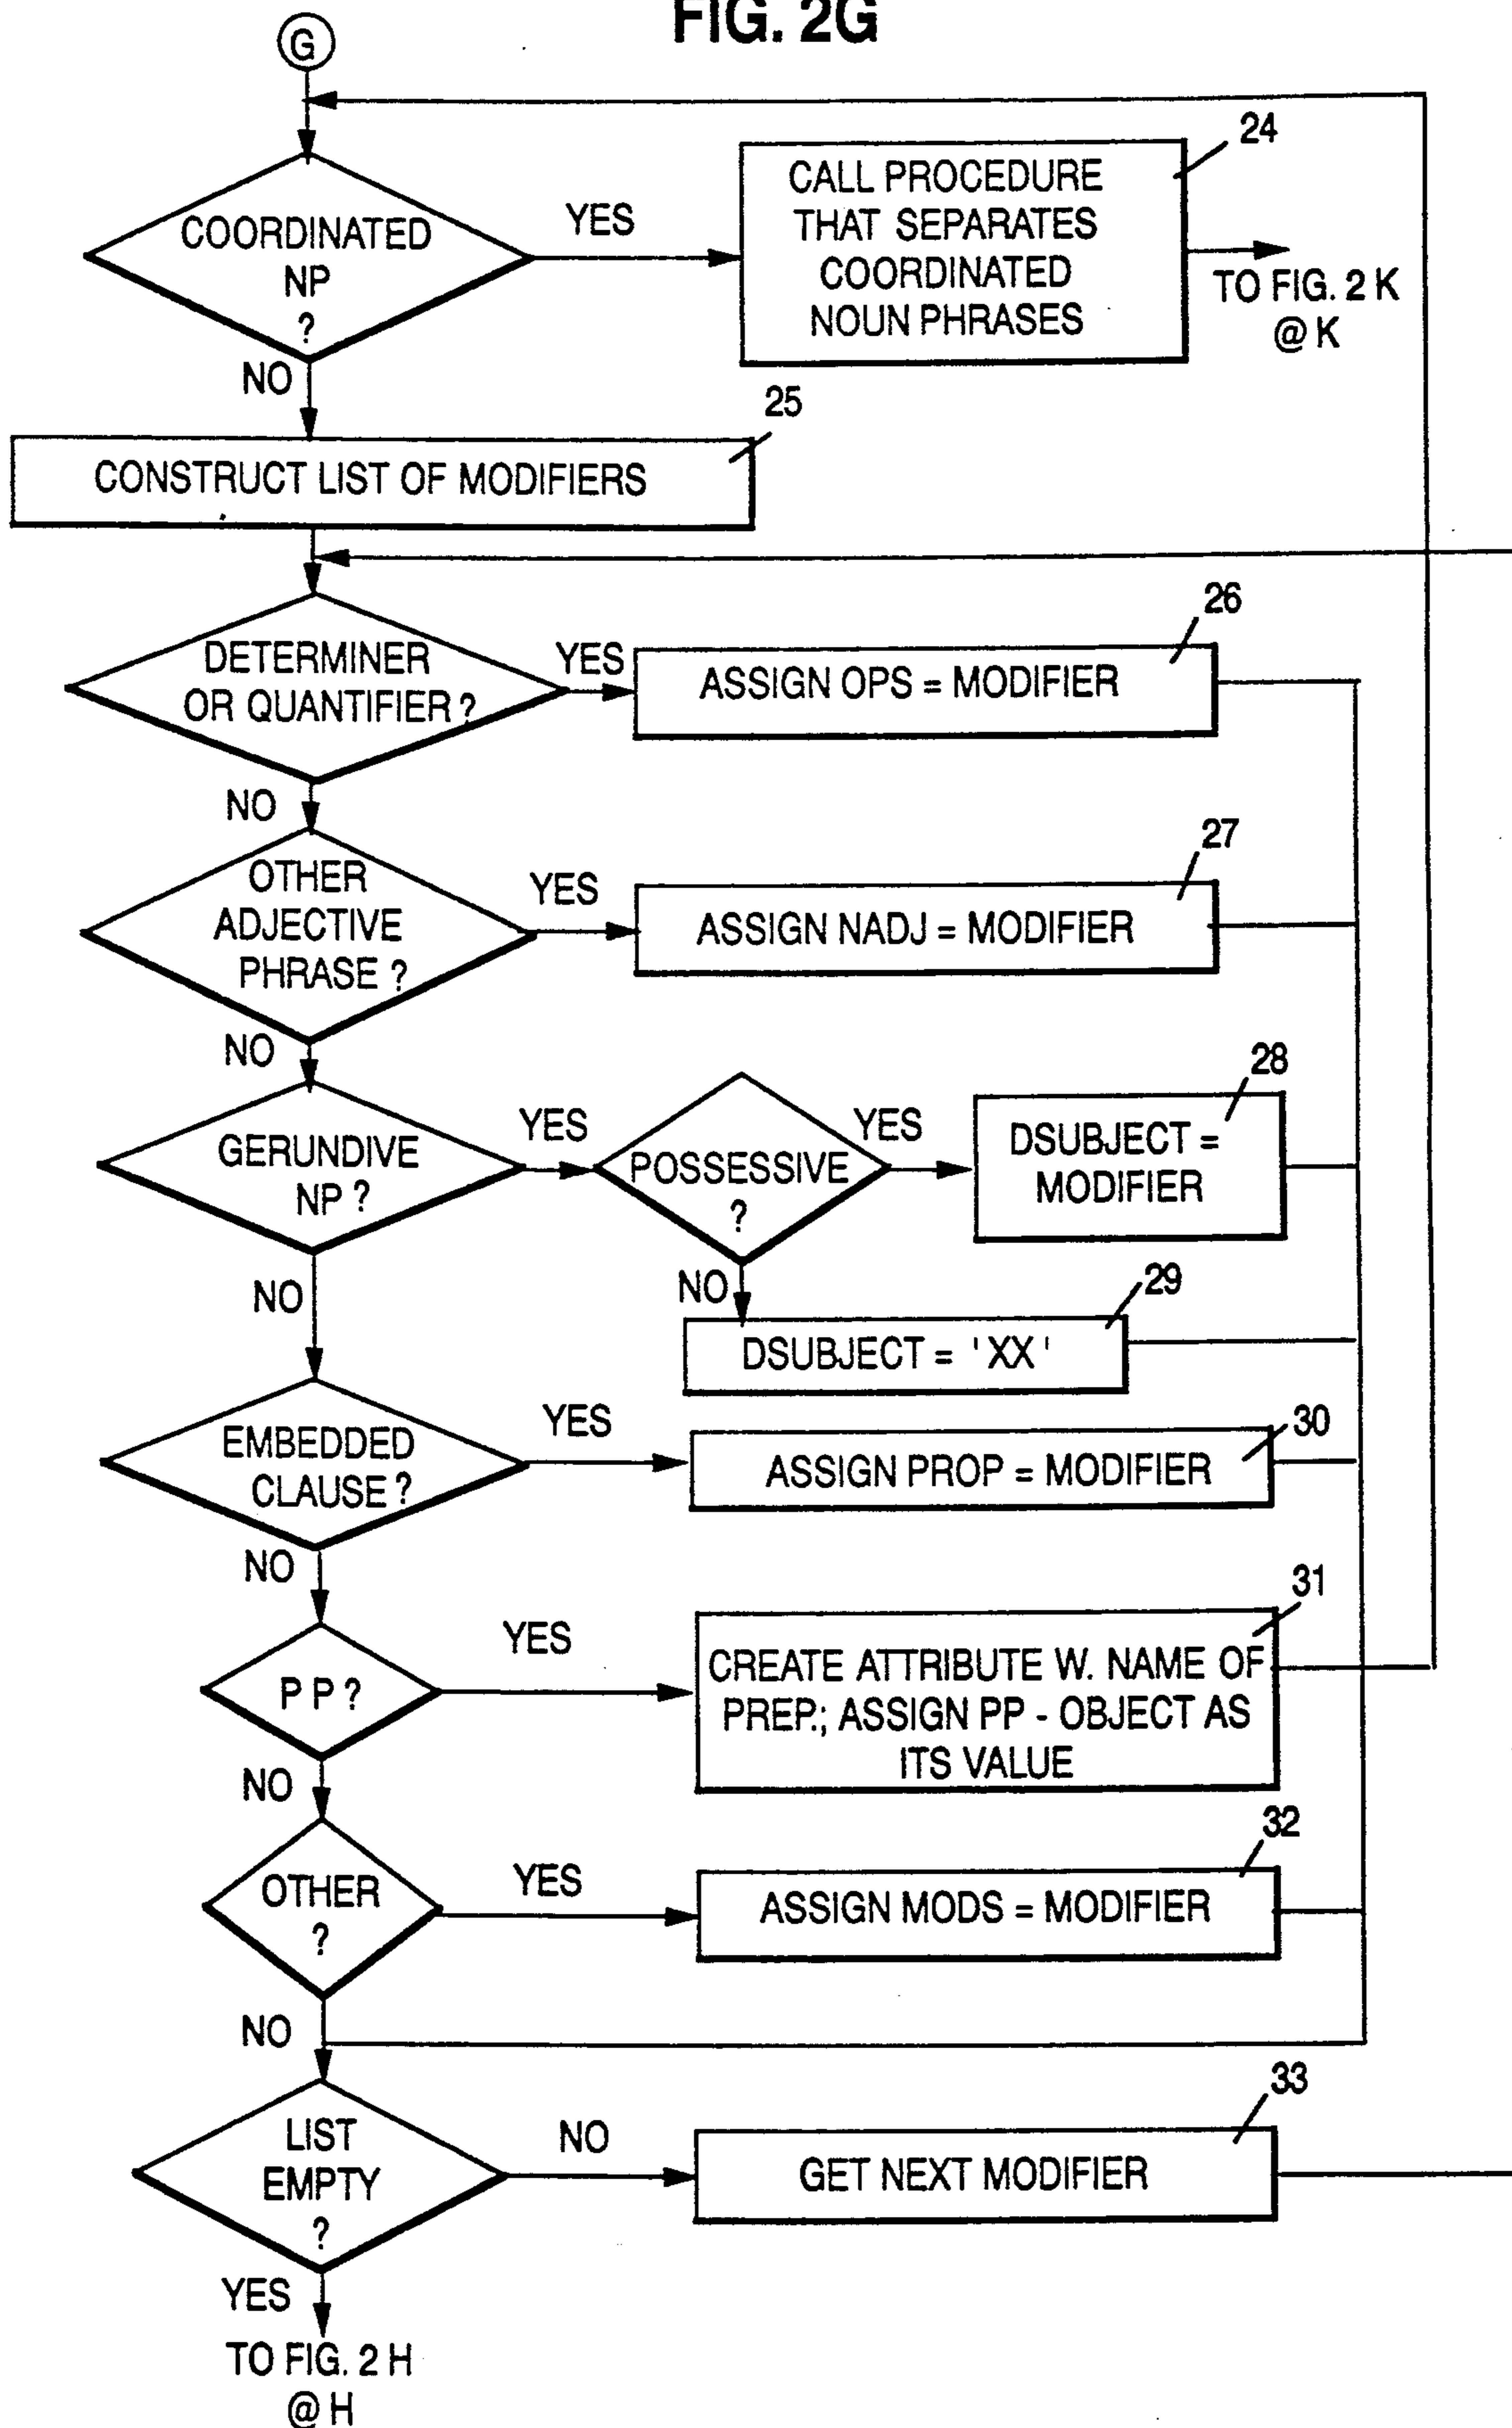 FIG. 2G
G
24
CALL PROCEDURE
THAT SEPARATES
COORDINATED
NOUN PHRASES
COORDINATED
NP
?
YES
TO FIG. 2 K
@ K
NO
25
CONSTRUCT LIST OF MODIFIERS
26
DETERMINER
OR QUANTIFIER ?
YES
ASSIGN OPS = MODIFIER
NO
27
OTHER
ADJECTIVE
PHRASE ?
YES
ASSIGN NADJ = MODIFIER
NO
28
GERUNDIVE
NP ?
YES
POSSESSIVE
?
YES
DSUBJECT =
MODIFIER
NO
NO
29
DSUBJECT = 'XX'
EMBEDDED
CLAUSE ?
YES
30
ASSIGN PROP = MODIFIER
NO
31
P P ?
YES
CREATE ATTRIBUTE W. NAME OF
PREP.; ASSIGN PP - OBJECT AS
ITS VALUE
NO
32
OTHER
?
YES
ASSIGN MODS = MODIFIER
NO
33
LIST
EMPTY
?
NO
GET NEXT MODIFIER
YES
TO FIG. 2 H
@ H